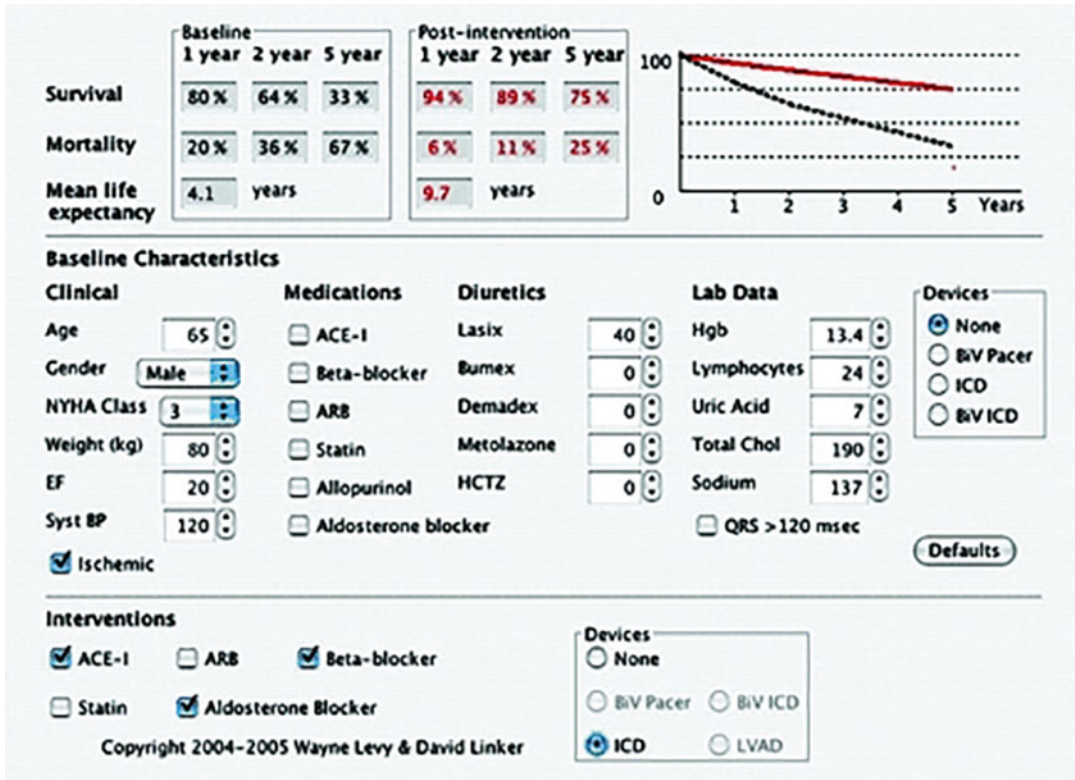 Baseline Post-intervention
1 year 2 year 5 year 1 year 2 year 5 year
Survival 80 % 64 % 33 % 94 % 89 % 75 %
Mortality 20 % 36 % 67 % 6 % 11 % 25 %
Mean life expectancy 4.1 years 9.7 years
100
0
1 2 3 4 5 Years
Baseline Characteristics
Clinical Medications Diuretics Lab Data Devices
Age 65 ACE-I Lasix 40 Hgb 13.4 None
Gender Male Beta-blocker Bumex 0 Lymphocytes 24 BiV Pacer
NYHA Class 3 ARB Demadex 0 Uric Acid 7 ICD
Weight (kg) 80 Statin Metolazone 0 Total Chol 190 BiV ICD
EF 20 Allopurinol HCTZ 0 Sodium 137
Syst BP 120 Aldosterone blocker QRS >120 msec
Ischemic Defaults
Interventions
ACE-I ARB Beta-blocker
Statin Aldosterone Blocker
Devices
None
BiV Pacer BiV ICD
ICD LVAD
Copyright 2004-2005 Wayne Levy & David Linker